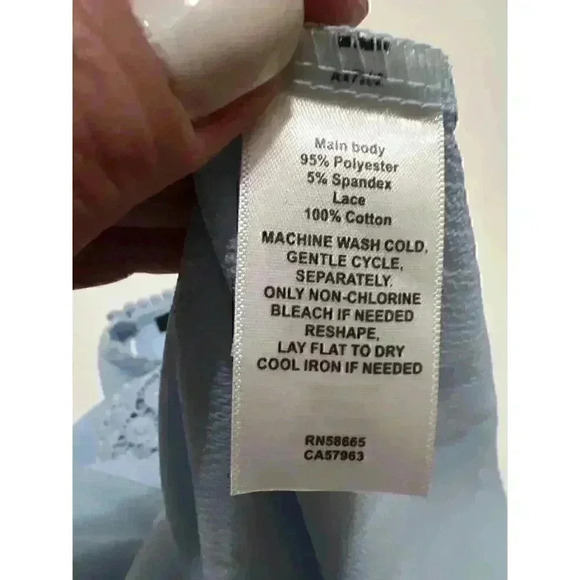 Main body
95% Polyester
5% Spandex
Lace
100% Cotton
MACHINE WASH COLD,
GENTLE CYCLE,
SEPARATELY.
ONLY NON-CHLORINE
BLEACH IF NEEDED
RESHAPE,
LAY FLAT TO DRY
COOL IRON IF NEEDED
RN58665
CA57963